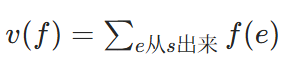 v(f) = ∑e从s出来 f(e)